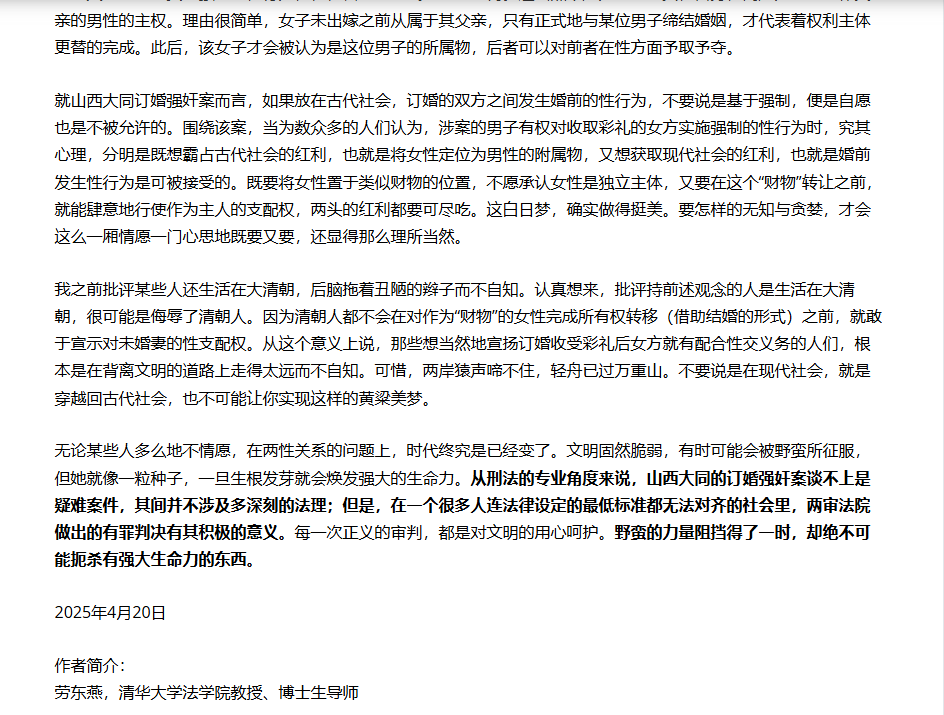 亲的男性的主权。理由很简单，女子未出嫁之前从属于其父亲，只有正式地与某位男子缔结婚姻，才代表着权利主体
更替的完成。此后，该女子才会被认为是这位男子的所属物，后者可以对前者在性方面予取予夺。
就山西大同订婚强奸案而言，如果放在古代社会，订婚的双方之间发生婚前的性行为，不要说是基于强制，便是自愿
也是不被允许的。围绕该案，当为数众多的人们认为，涉案的男子有权对收取彩礼的女方实施强制的性行为时，究其
心理，分明是既想霸占古代社会的红利，也就是将女性定位为男性的附属物，又想获取现代社会的红利，也就是婚前
发生性行为是可被接受的。既要将女性置于类似财物的位置，不愿承认女性是独立主体，又要在这个“财物”转让之前，
就能肆意地行使作为主人的支配权，两头的红利都要可尽吃。这白日梦，确实做得挺美。要怎样的无知与贪婪，才会
这么一厢情愿一门心思地既要又要，还显得那么理所当然。
我之前批评某些人还生活在大清朝，后脑拖着丑陋的辫子而不自知。认真想来，批评持前述观念的人是生活在大清
朝，很可能是侮辱了清朝人。因为清朝人都不会在对作为“财物”的女性完成所有权转移（借助结婚的形式）之前，就敢
于宣示对未婚妻的性支配权。从这个意义上说，那些想当然地宣扬订婚收受彩礼后女方就有配合性交义务的人们，根
本是在背离文明的道路上走得太远而不自知。可惜，两岸猿声啼不住，轻舟已过万重山。不要说是在现代社会，就是
穿越回古代社会，也不可能让你实现这样的黄粱美梦。
无论某些人多么地不情愿，在两性关系的问题上，时代终究是已经变了。文明固然脆弱，有时可能会被野蛮所征服，
但她就像一粒种子，一旦生根发芽就会焕发强大的生命力。从刑法的专业角度来说，山西大同的订婚强奸案谈不上是
疑难案件，其间并不涉及多深刻的法理；但是，在一个很多人连法律设定的最低标准都无法对齐的社会里，两审法院
做出的有罪判决有其积极的意义。每一次正义的审判，都是对文明的用心呵护。野蛮的力量阻挡得了一时，却绝不可
能扼杀有强大生命力的东西。
2025年4月20日
作者简介：
劳东燕，清华大学法学院教授、博士生导师